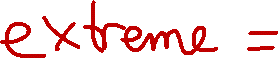 extreme =